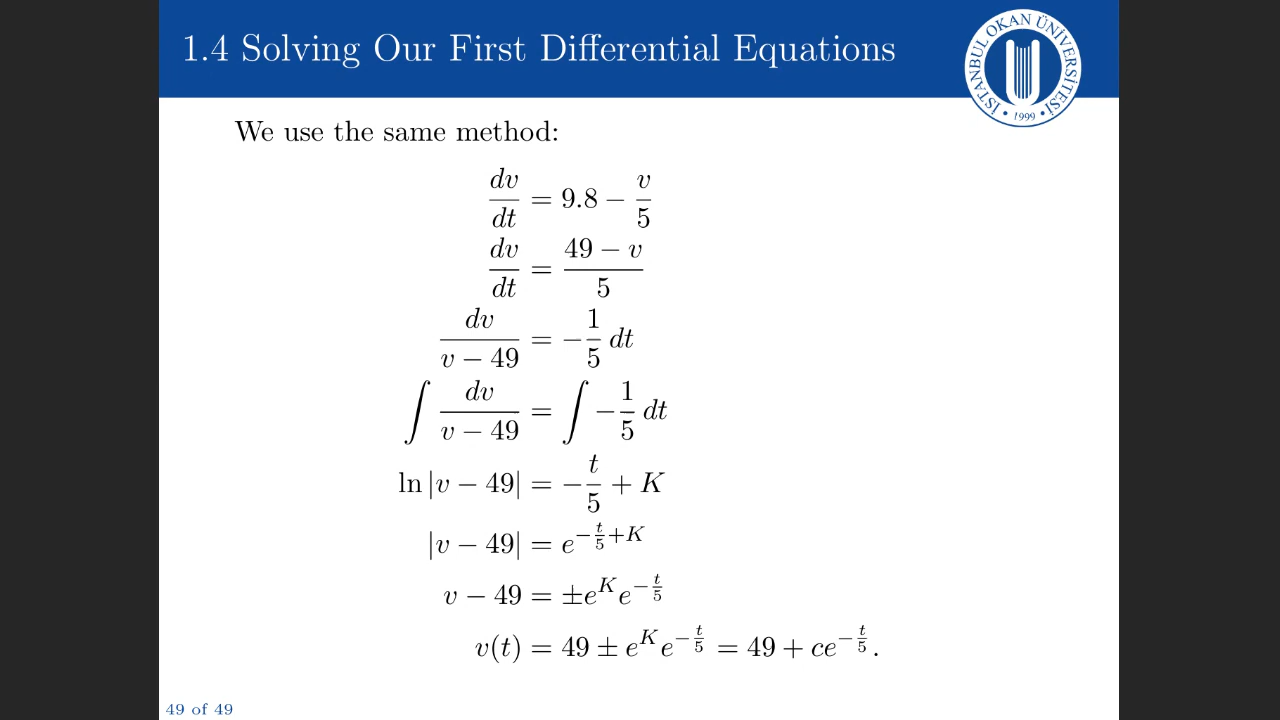 1.4 Solving Our First Differential Equations
İSTANBUL OKAN ÜNİVERSİTESİ
• 1999 •
We use the same method:
dv/dt = 9.8 − v/5
dv/dt = (49 − v)/5
dv/(v − 49) = −1/5 dt
∫ dv/(v − 49) = ∫ −1/5 dt
ln |v − 49| = −t/5 + K
|v − 49| = e^(−t/5 + K)
v − 49 = ±e^K e^(−t/5)
v(t) = 49 ± e^K e^(−t/5) = 49 + ce^(−t/5).
49 of 49